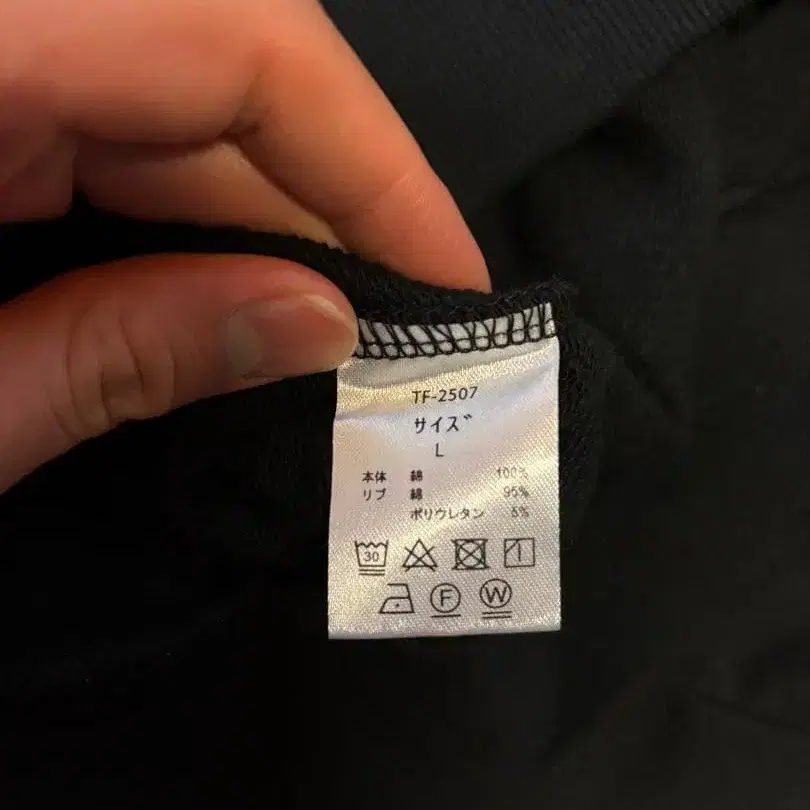 TF-2507
サイズ
L
本体 綿 100%
リブ 綿 95%
ポリウレタン 5%
30
F W